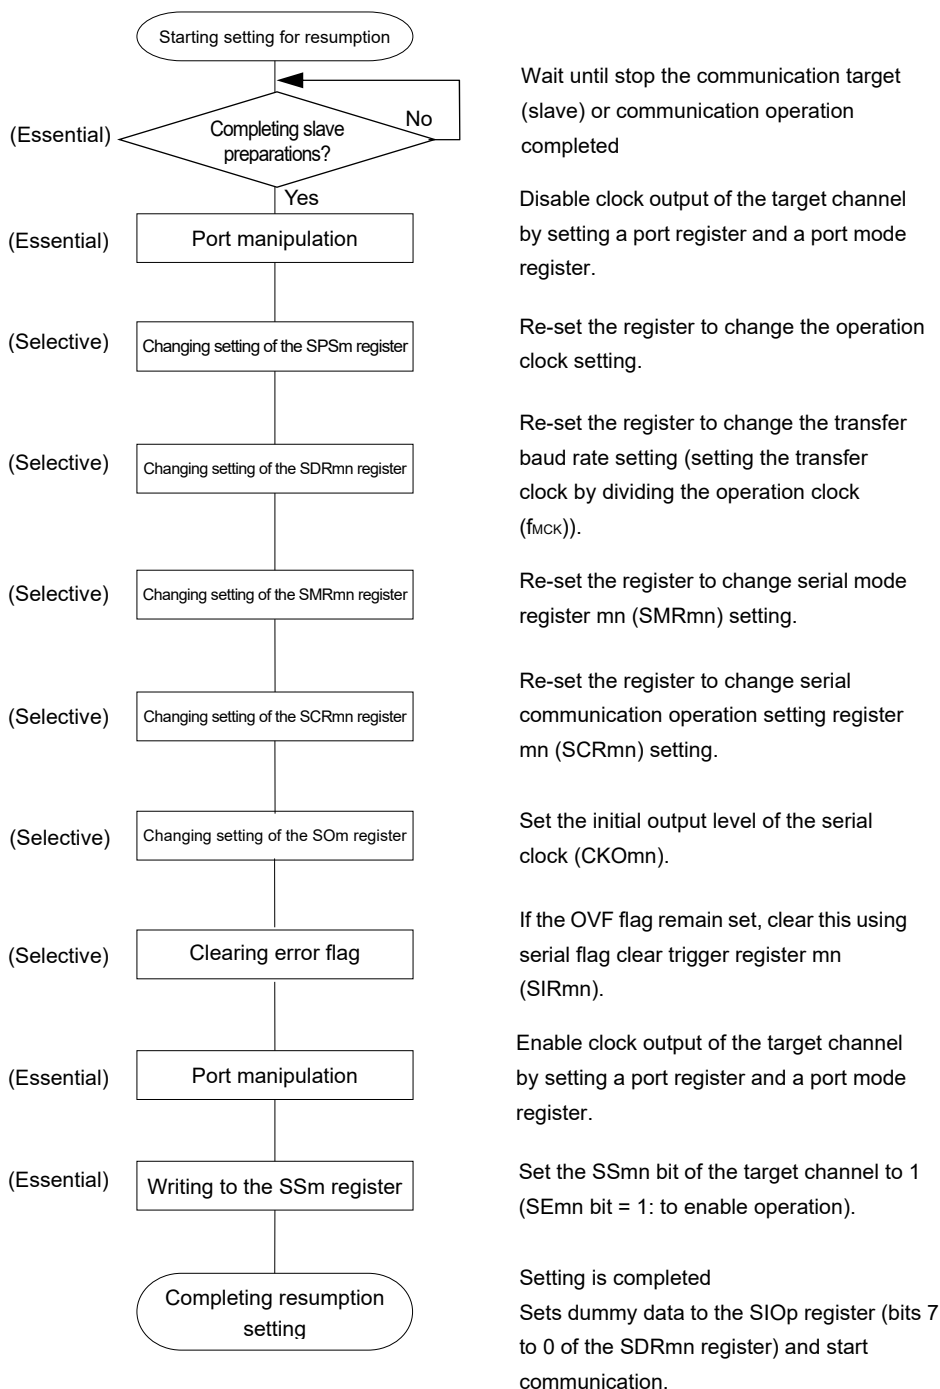 Starting setting for resumption
Wait until stop the communication target
(slave) or communication operation
completed
(Essential)
Completing slave
preparations?
No
Yes
Disable clock output of the target channel
by setting a port register and a port mode
register.
(Essential)
Port manipulation
(Selective)
Changing setting of the SPSm register
Re-set the register to change the operation
clock setting.
(Selective)
Changing setting of the SDRmn register
Re-set the register to change the transfer
baud rate setting (setting the transfer
clock by dividing the operation clock
(fMCK)).
(Selective)
Changing setting of the SMRmn register
Re-set the register to change serial mode
register mn (SMRmn) setting.
(Selective)
Changing setting of the SCRmn register
Re-set the register to change serial
communication operation setting register
mn (SCRmn) setting.
(Selective)
Changing setting of the SOm register
Set the initial output level of the serial
clock (CKOmn).
(Selective)
Clearing error flag
If the OVF flag remain set, clear this using
serial flag clear trigger register mn
(SIRmn).
(Essential)
Port manipulation
Enable clock output of the target channel
by setting a port register and a port mode
register.
(Essential)
Writing to the SSm register
Set the SSmn bit of the target channel to 1
(SEmn bit = 1: to enable operation).
Completing resumption
setting
Setting is completed
Sets dummy data to the SIOp register (bits 7
to 0 of the SDRmn register) and start
communication.